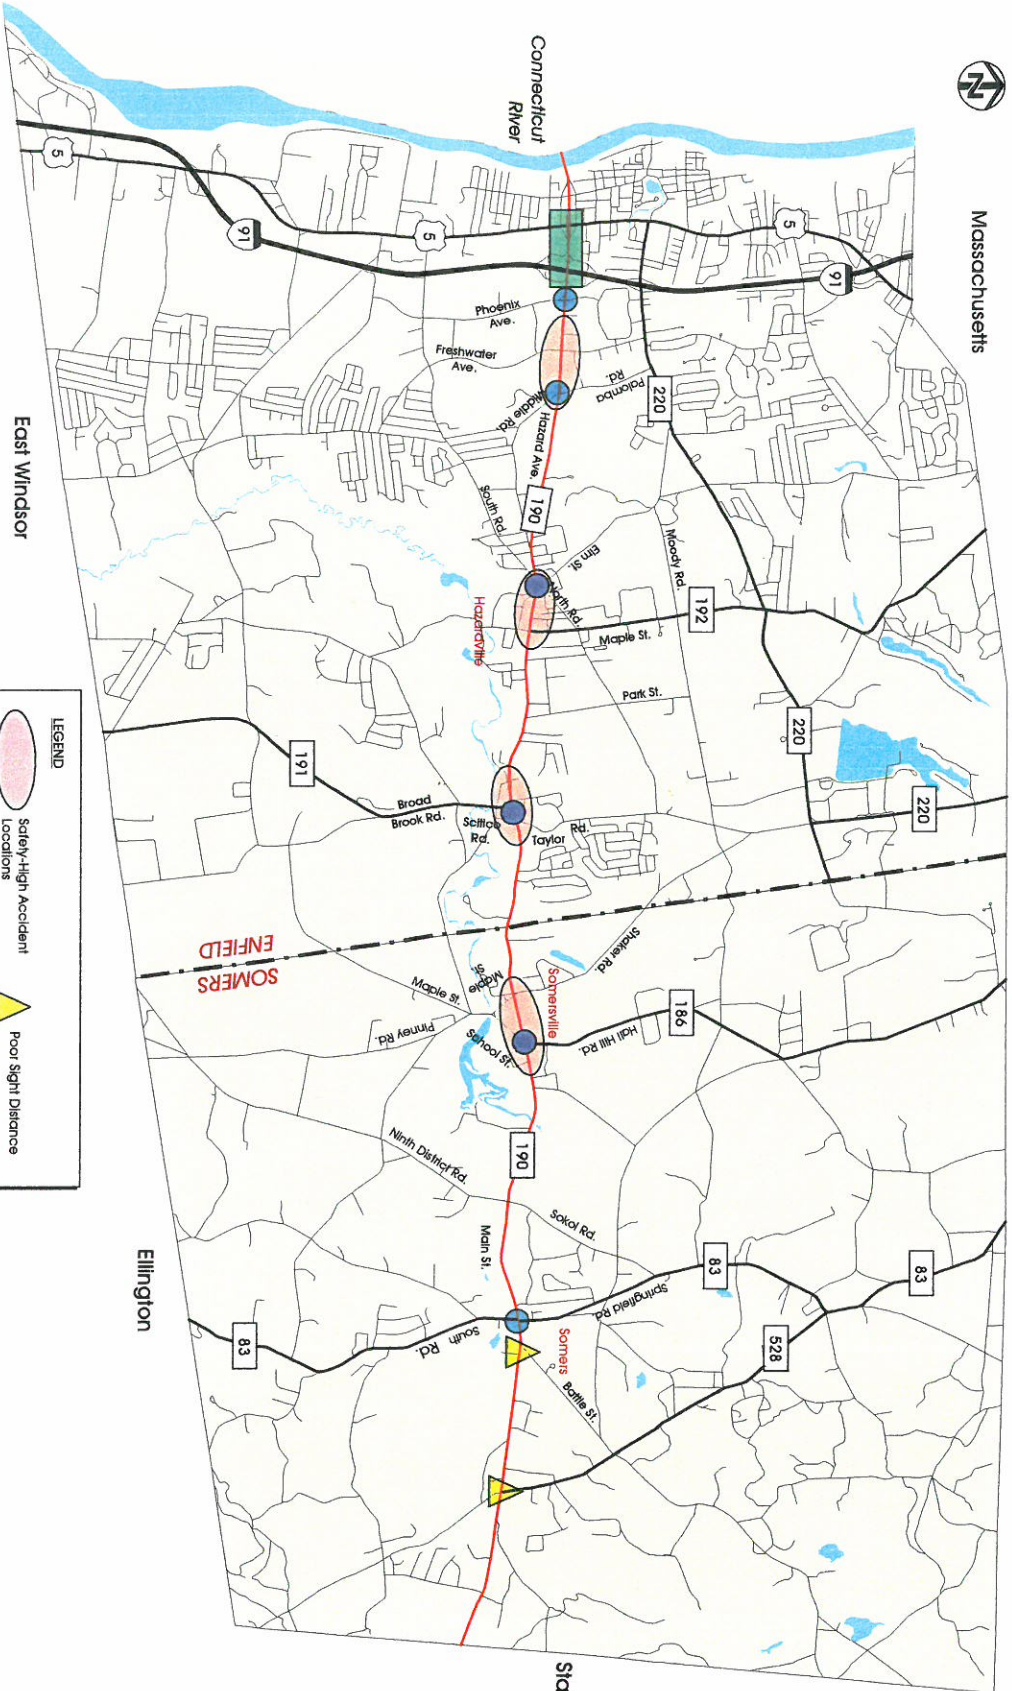 N
Massachusetts
Connecticut
River
5
91
5
5
91
Phoenix
Ave.
Freshwater
Ave.
Palomba
Rd.
Middle Rd.
Hazard Ave.
220
190
South Rd.
Elm St.
Moody Rd.
North Rd.
192
Maple St.
Hazardville
Park St.
220
220
191
Broad
Brook Rd.
Scitico
Rd.
Taylor
Rd.
East Windsor
ENFIELD
SOMERS
Shaker Rd.
Somersville
Maple
St.
Maple St.
Pinney Rd.
School St.
Hall Hill Rd.
186
190
Ninth District Rd.
Sokol Rd.
Main St.
83
83
Springfield Rd.
Somers
South
Rd.
83
528
Battle St.
Ellington
Sta
LEGEND
Safety-High Accident
Locations
Poor Sight Distance